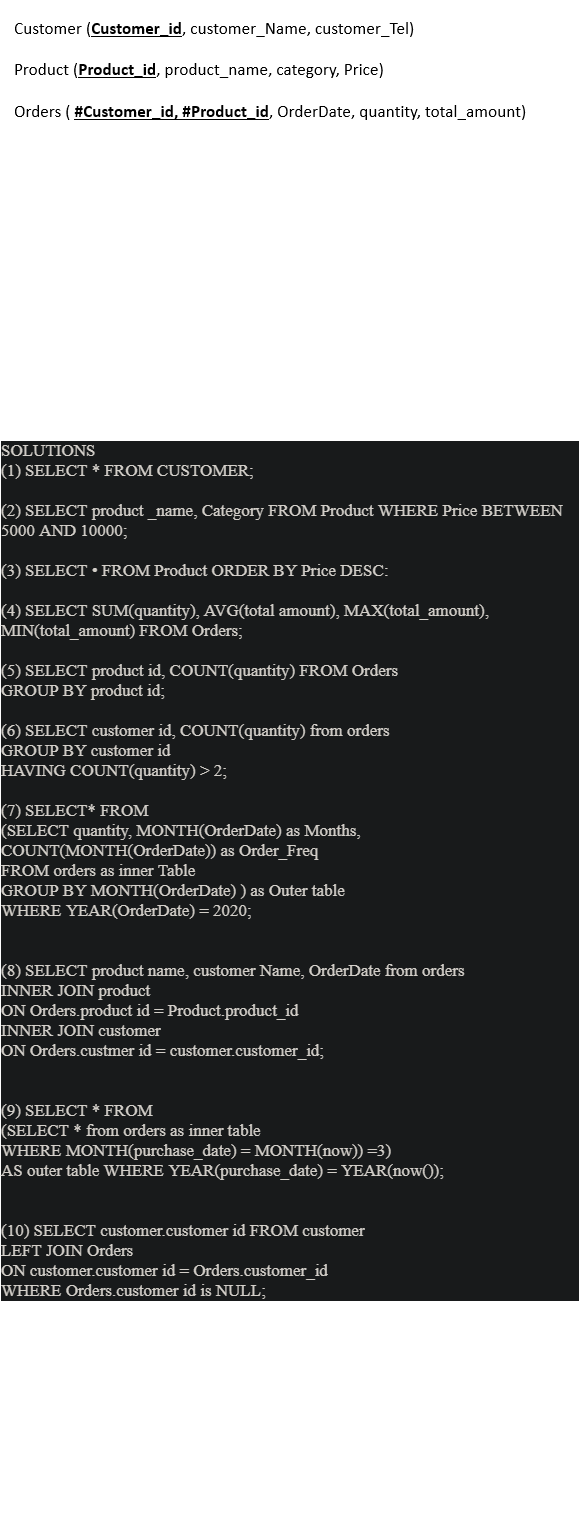 Customer (Customer_id, customer_Name, customer_Tel)
Product (Product_id, product_name, category, Price)
Orders ( #Customer_id, #Product_id, OrderDate, quantity, total_amount)
SOLUTIONS
(1) SELECT * FROM CUSTOMER;
(2) SELECT product _name, Category FROM Product WHERE Price BETWEEN
5000 AND 10000;
(3) SELECT • FROM Product ORDER BY Price DESC:
(4) SELECT SUM(quantity), AVG(total amount), MAX(total_amount),
MIN(total_amount) FROM Orders;
(5) SELECT product id, COUNT(quantity) FROM Orders
GROUP BY product id;
(6) SELECT customer id, COUNT(quantity) from orders
GROUP BY customer id
HAVING COUNT(quantity) > 2;
(7) SELECT* FROM
(SELECT quantity, MONTH(OrderDate) as Months,
COUNT(MONTH(OrderDate)) as Order_Freq
FROM orders as inner Table
GROUP BY MONTH(OrderDate) ) as Outer table
WHERE YEAR(OrderDate) = 2020;
(8) SELECT product name, customer Name, OrderDate from orders
INNER JOIN product
ON Orders.product id = Product.product_id
INNER JOIN customer
ON Orders.custmer id = customer.customer_id;
(9) SELECT * FROM
(SELECT * from orders as inner table
WHERE MONTH(purchase_date) = MONTH(now)) =3)
AS outer table WHERE YEAR(purchase_date) = YEAR(now());
(10) SELECT customer.customer id FROM customer
LEFT JOIN Orders
ON customer.customer id = Orders.customer_id
WHERE Orders.customer id is NULL;